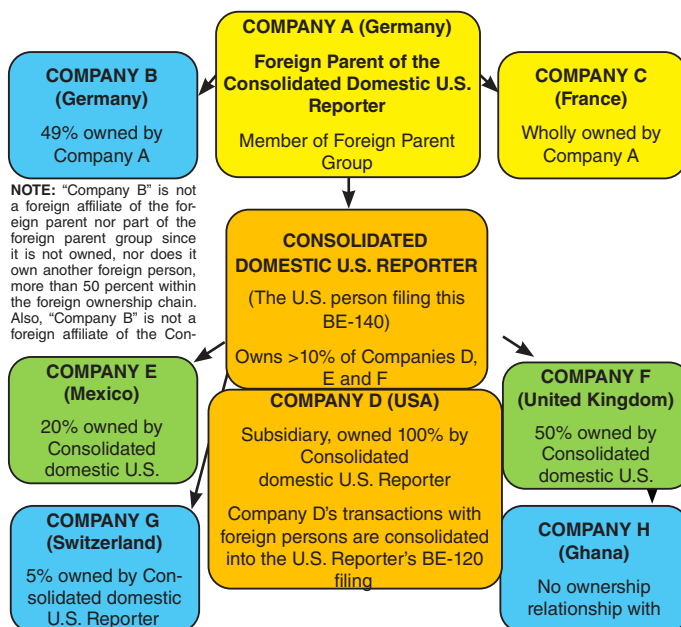 COMPANY A (Germany)
Foreign Parent of the
Consolidated Domestic U.S.
Reporter
Member of Foreign Parent
Group
COMPANY B
(Germany)
49% owned by
Company A
COMPANY C
(France)
Wholly owned by
Company A
NOTE: “Company B” is not
a foreign affiliate of the for-
eign parent nor part of the
foreign parent group since
it is not owned, nor does it
own another foreign person,
more than 50 percent within
the foreign ownership chain.
Also, “Company B” is not a
foreign affiliate of the Con-
CONSOLIDATED
DOMESTIC U.S. REPORTER
(The U.S. person filing this
BE-140)
Owns >10% of Companies D,
E and F
COMPANY E
(Mexico)
20% owned by
Consolidated
domestic U.S.
COMPANY D (USA)
Subsidiary, owned 100% by
Consolidated
domestic U.S. Reporter
Company D’s transactions with
foreign persons are consolidated
into the U.S. Reporter’s BE-120
filing
COMPANY F
(United Kingdom)
50% owned by
Consolidated
domestic U.S.
COMPANY G
(Switzerland)
5% owned by Con-
solidated domestic
U.S. Reporter
COMPANY H
(Ghana)
No ownership
relationship with